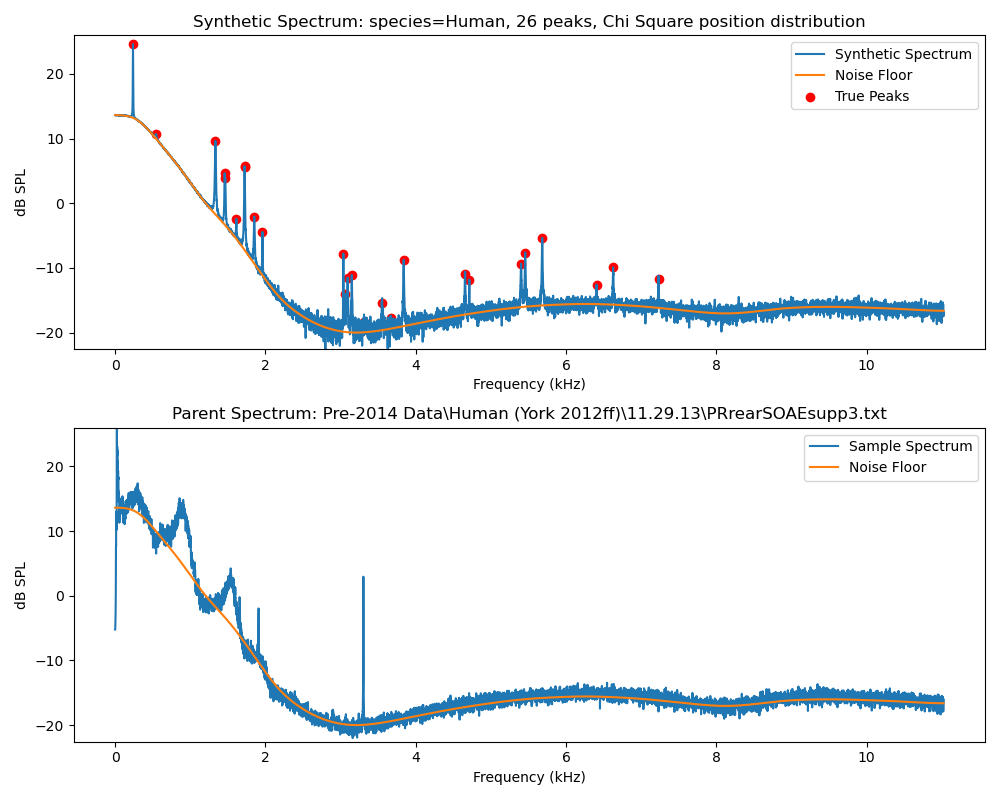 Synthetic Spectrum: species=Human, 26 peaks, Chi Square position distribution
dB SPL
20
10
0
−10
−20
Synthetic Spectrum
Noise Floor
True Peaks
0 2 4 6 8 10
Frequency (kHz)
Parent Spectrum: Pre-2014 Data\Human (York 2012ff)\11.29.13\PRrearSOAEsupp3.txt
dB SPL
20
10
0
−10
−20
Sample Spectrum
Noise Floor
0 2 4 6 8 10
Frequency (kHz)